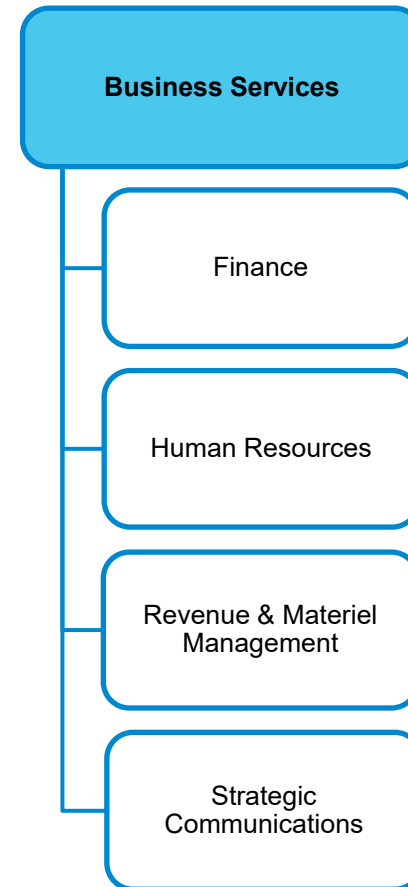 Business Services
Finance
Human Resources
Revenue & Materiel
Management
Strategic
Communications